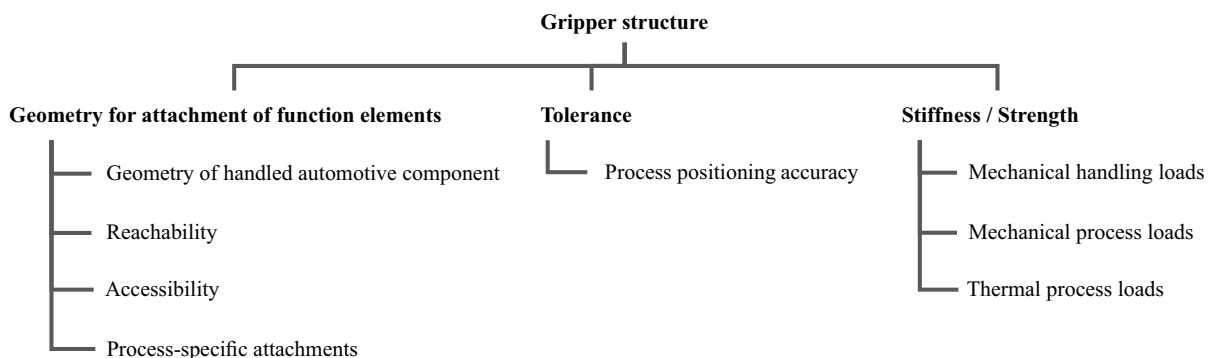 Gripper structure
Geometry for attachment of function elements
Geometry of handled automotive component
Reachability
Accessibility
Process-specific attachments
Tolerance
Process positioning accuracy
Stiffness / Strength
Mechanical handling loads
Mechanical process loads
Thermal process loads